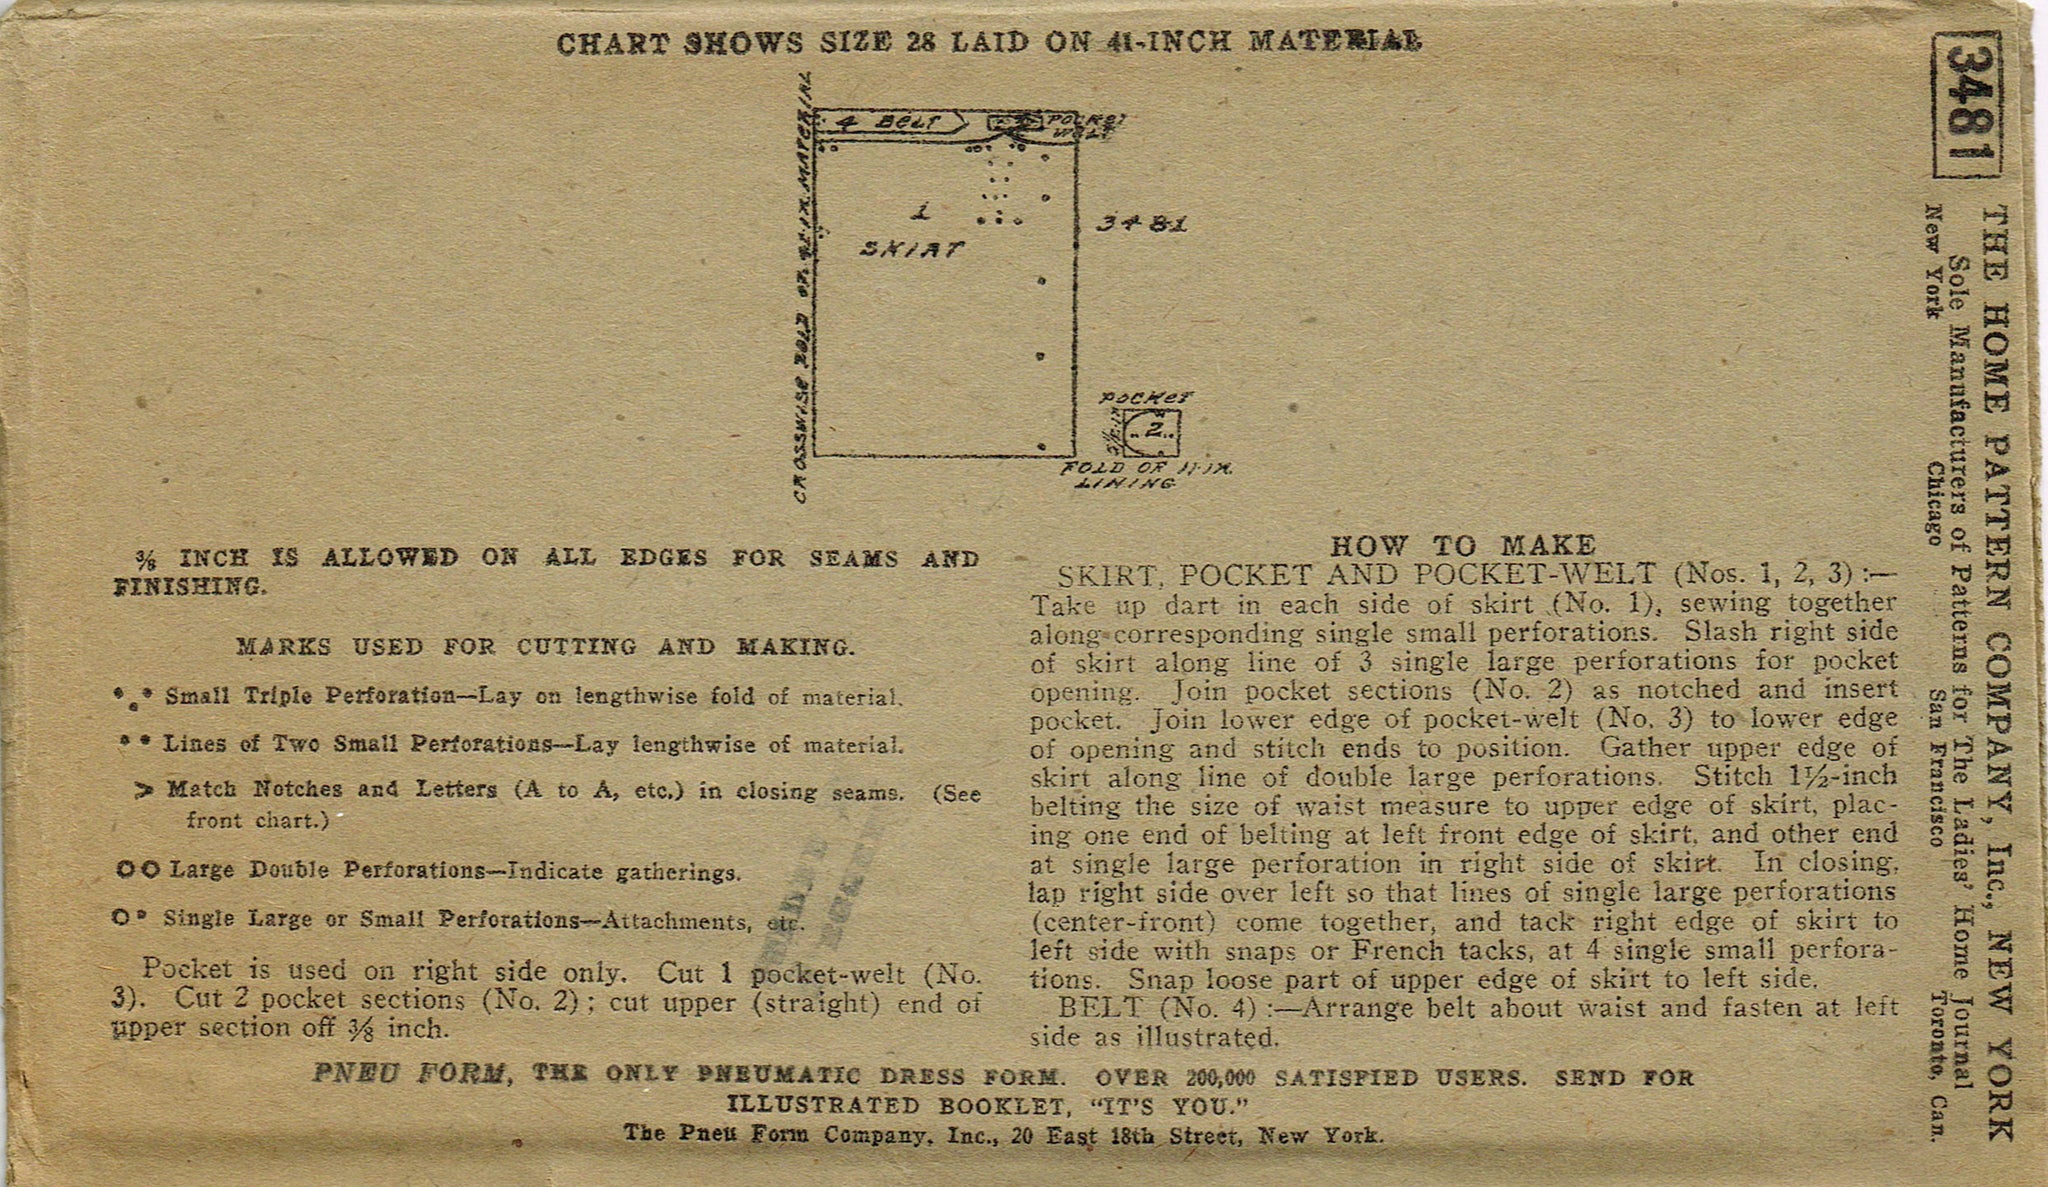 CHART SHOWS SIZE 28 LAID ON 41-INCH MATERIAL
CROSSWISE FOLD OF 41 IN. MATERIAL
4 BELT
POCKET
WELT
1
SKIRT
3481
POCKET
2
FOLD OF 11-IN.
LINING
⅜ INCH IS ALLOWED ON ALL EDGES FOR SEAMS AND
FINISHING.
MARKS USED FOR CUTTING AND MAKING.
Small Triple Perforation—Lay on lengthwise fold of material.
Lines of Two Small Perforations—Lay lengthwise of material.
Match Notches and Letters (A to A, etc.) in closing seams. (See
front chart.)
Large Double Perforations—Indicate gatherings.
Single Large or Small Perforations—Attachments, etc.
Pocket is used on right side only. Cut 1 pocket-welt (No.
3). Cut 2 pocket sections (No. 2); cut upper (straight) end of
upper section off ⅜ inch.
HOW TO MAKE
SKIRT, POCKET AND POCKET-WELT (Nos. 1, 2, 3):—
Take up dart in each side of skirt (No. 1), sewing together
along corresponding single small perforations. Slash right side
of skirt along line of 3 single large perforations for pocket
opening. Join pocket sections (No. 2) as notched and insert
pocket. Join lower edge of pocket-welt (No. 3) to lower edge
of opening and stitch ends to position. Gather upper edge of
skirt along line of double large perforations. Stitch 1½-inch
belting the size of waist measure to upper edge of skirt, plac-
ing one end of belting at left front edge of skirt, and other end
at single large perforation in right side of skirt. In closing,
lap right side over left so that lines of single large perforations
(center-front) come together, and tack right edge of skirt to
left side with snaps or French tacks, at 4 single small perfora-
tions. Snap loose part of upper edge of skirt to left side.
BELT (No. 4):—Arrange belt about waist and fasten at left
side as illustrated.
PNEU FORM, THE ONLY PNEUMATIC DRESS FORM. OVER 200,000 SATISFIED USERS. SEND FOR
ILLUSTRATED BOOKLET, "IT'S YOU."
The Pneu Form Company, Inc., 20 East 18th Street, New York.
3481
THE HOME PATTERN COMPANY, Inc., NEW YORK
Sole Manufacturers of Patterns for The Ladies' Home Journal
New York Chicago San Francisco Toronto, Can.